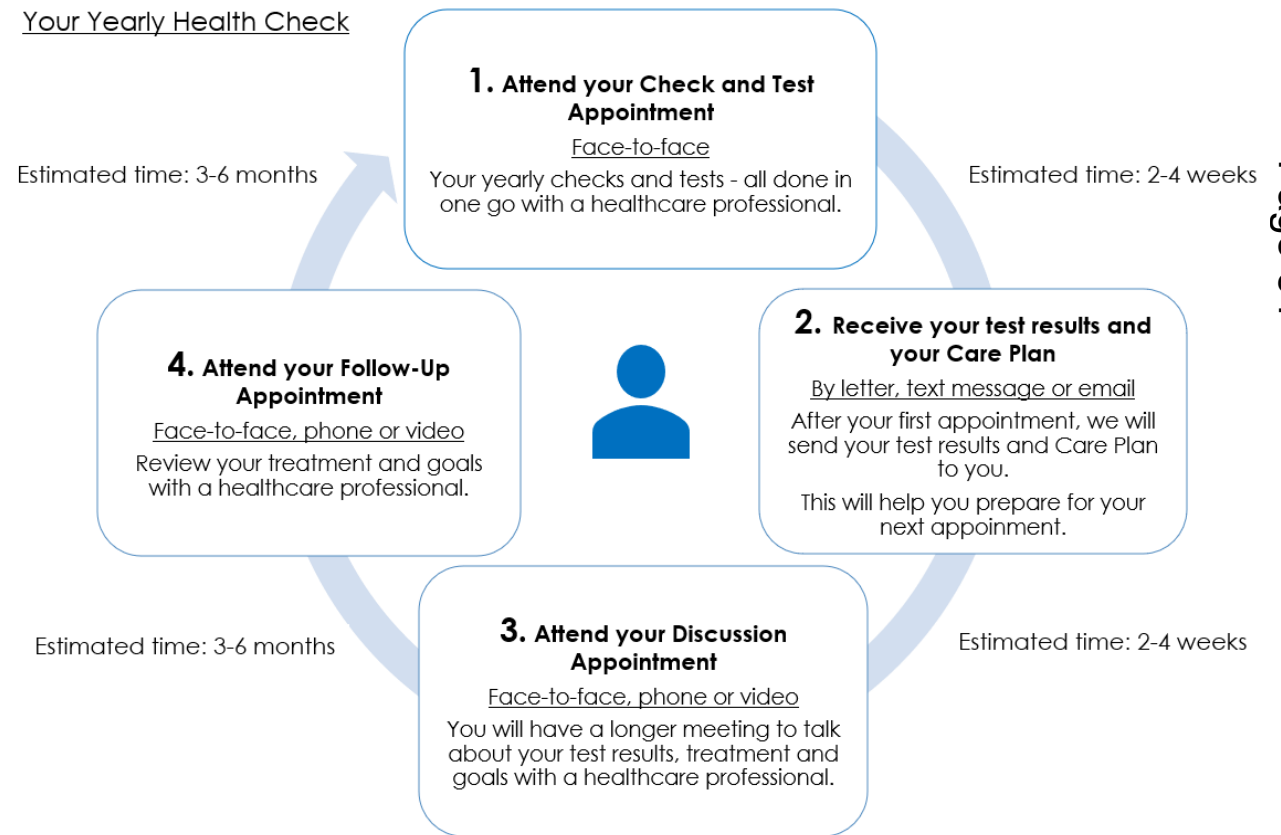 Your Yearly Health Check
1. Attend your Check and Test
Appointment
Face-to-face
Your yearly checks and tests - all done in
one go with a healthcare professional.
Estimated time: 3-6 months
Estimated time: 2-4 weeks
2. Receive your test results and
your Care Plan
By letter, text message or email
After your first appointment, we will
send your test results and Care Plan
to you.
This will help you prepare for your
next appoinment.
4. Attend your Follow-Up
Appointment
Face-to-face, phone or video
Review your treatment and goals
with a healthcare professional.
Estimated time: 3-6 months
Estimated time: 2-4 weeks
3. Attend your Discussion
Appointment
Face-to-face, phone or video
You will have a longer meeting to talk
about your test results, treatment and
goals with a healthcare professional.